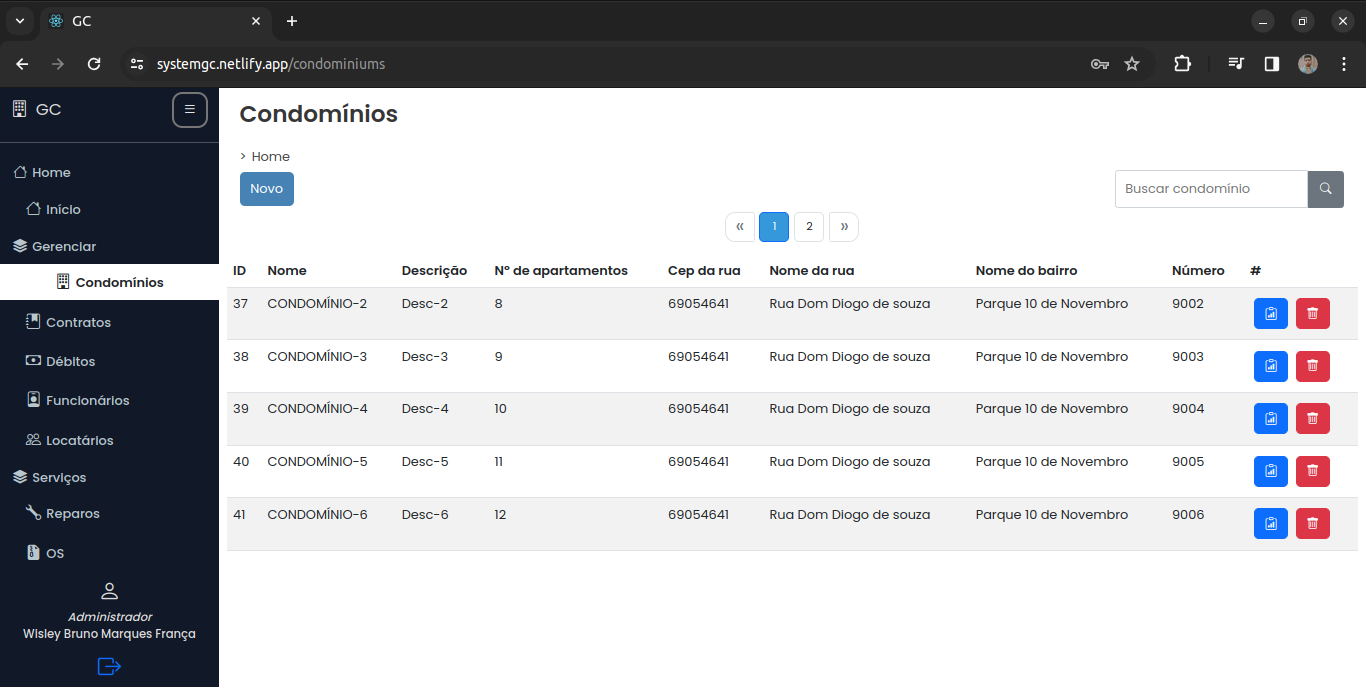 GC
systemgc.netlify.app/condominiums
GC
Home
Início
Gerenciar
Condomínios
Contratos
Débitos
Funcionários
Locatários
Serviços
Reparos
OS
Administrador
Wisley Bruno Marques França
Condomínios
> Home
Novo
Buscar condomínio
« 1 2 »
ID Nome Descrição Nº de apartamentos Cep da rua Nome da rua Nome do bairro Número #
37 CONDOMÍNIO-2 Desc-2 8 69054641 Rua Dom Diogo de souza Parque 10 de Novembro 9002
38 CONDOMÍNIO-3 Desc-3 9 69054641 Rua Dom Diogo de souza Parque 10 de Novembro 9003
39 CONDOMÍNIO-4 Desc-4 10 69054641 Rua Dom Diogo de souza Parque 10 de Novembro 9004
40 CONDOMÍNIO-5 Desc-5 11 69054641 Rua Dom Diogo de souza Parque 10 de Novembro 9005
41 CONDOMÍNIO-6 Desc-6 12 69054641 Rua Dom Diogo de souza Parque 10 de Novembro 9006